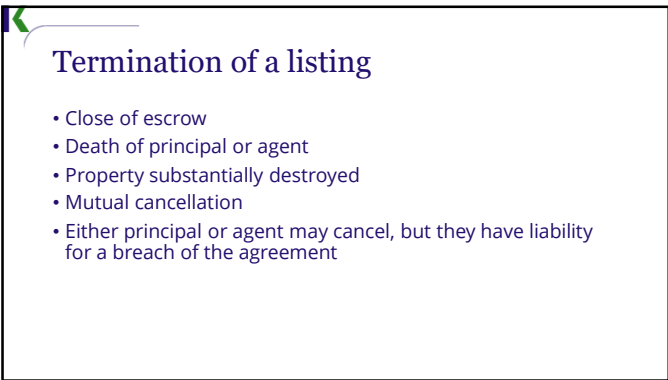 Termination of a listing
• Close of escrow
• Death of principal or agent
• Property substantially destroyed
• Mutual cancellation
• Either principal or agent may cancel, but they have liability
for a breach of the agreement